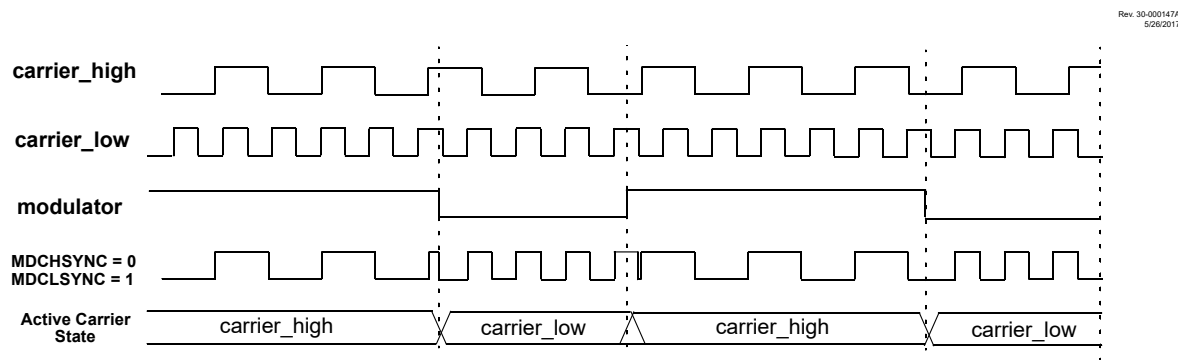 Rev. 30-000147A
5/26/2017
carrier_high
carrier_low
modulator
MDCHSYNC = 0
MDCLSYNC = 1
Active Carrier
State
carrier_high
carrier_low
carrier_high
carrier_low